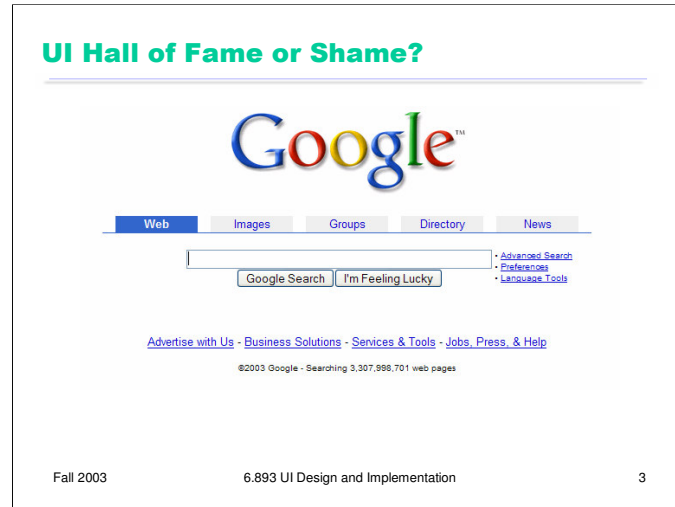 UI Hall of Fame or Shame?
Google™
Web Images Groups Directory News
• Advanced Search
• Preferences
• Language Tools
Google Search I'm Feeling Lucky
Advertise with Us - Business Solutions - Services & Tools - Jobs, Press, & Help
©2003 Google - Searching 3,307,998,701 web pages
Fall 2003 6.893 UI Design and Implementation 3